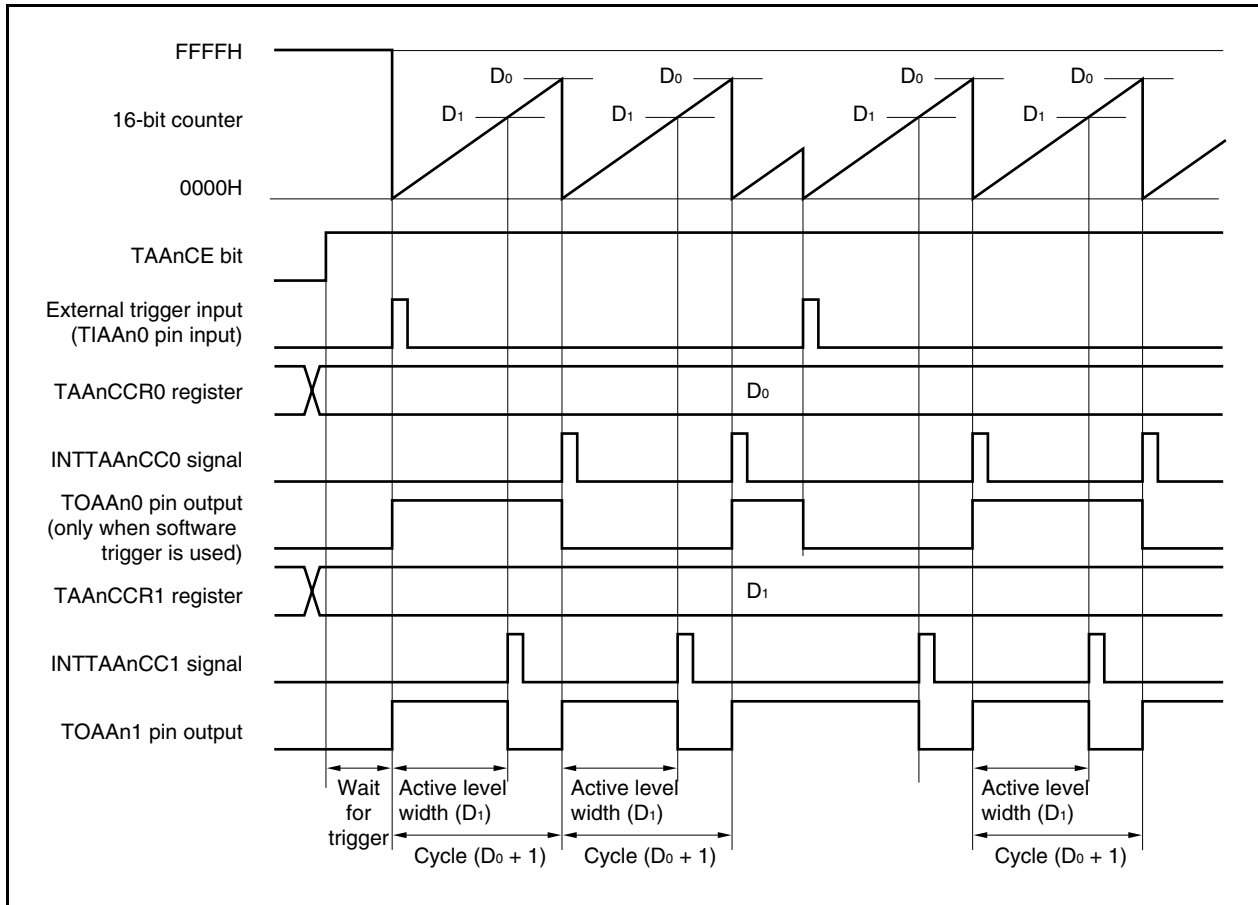 FFFFH
D0 D0 D0 D0
D1 D1 D1 D1
16-bit counter
0000H
TAAnCE bit
External trigger input
(TIAAn0 pin input)
TAAnCCR0 register
D0
INTTAAnCC0 signal
TOAAn0 pin output
(only when software
trigger is used)
TAAnCCR1 register
D1
INTTAAnCC1 signal
TOAAn1 pin output
Wait
for
trigger
Active level
width (D1)
Active level
width (D1)
Active level
width (D1)
Cycle (D0 + 1)
Cycle (D0 + 1)
Cycle (D0 + 1)